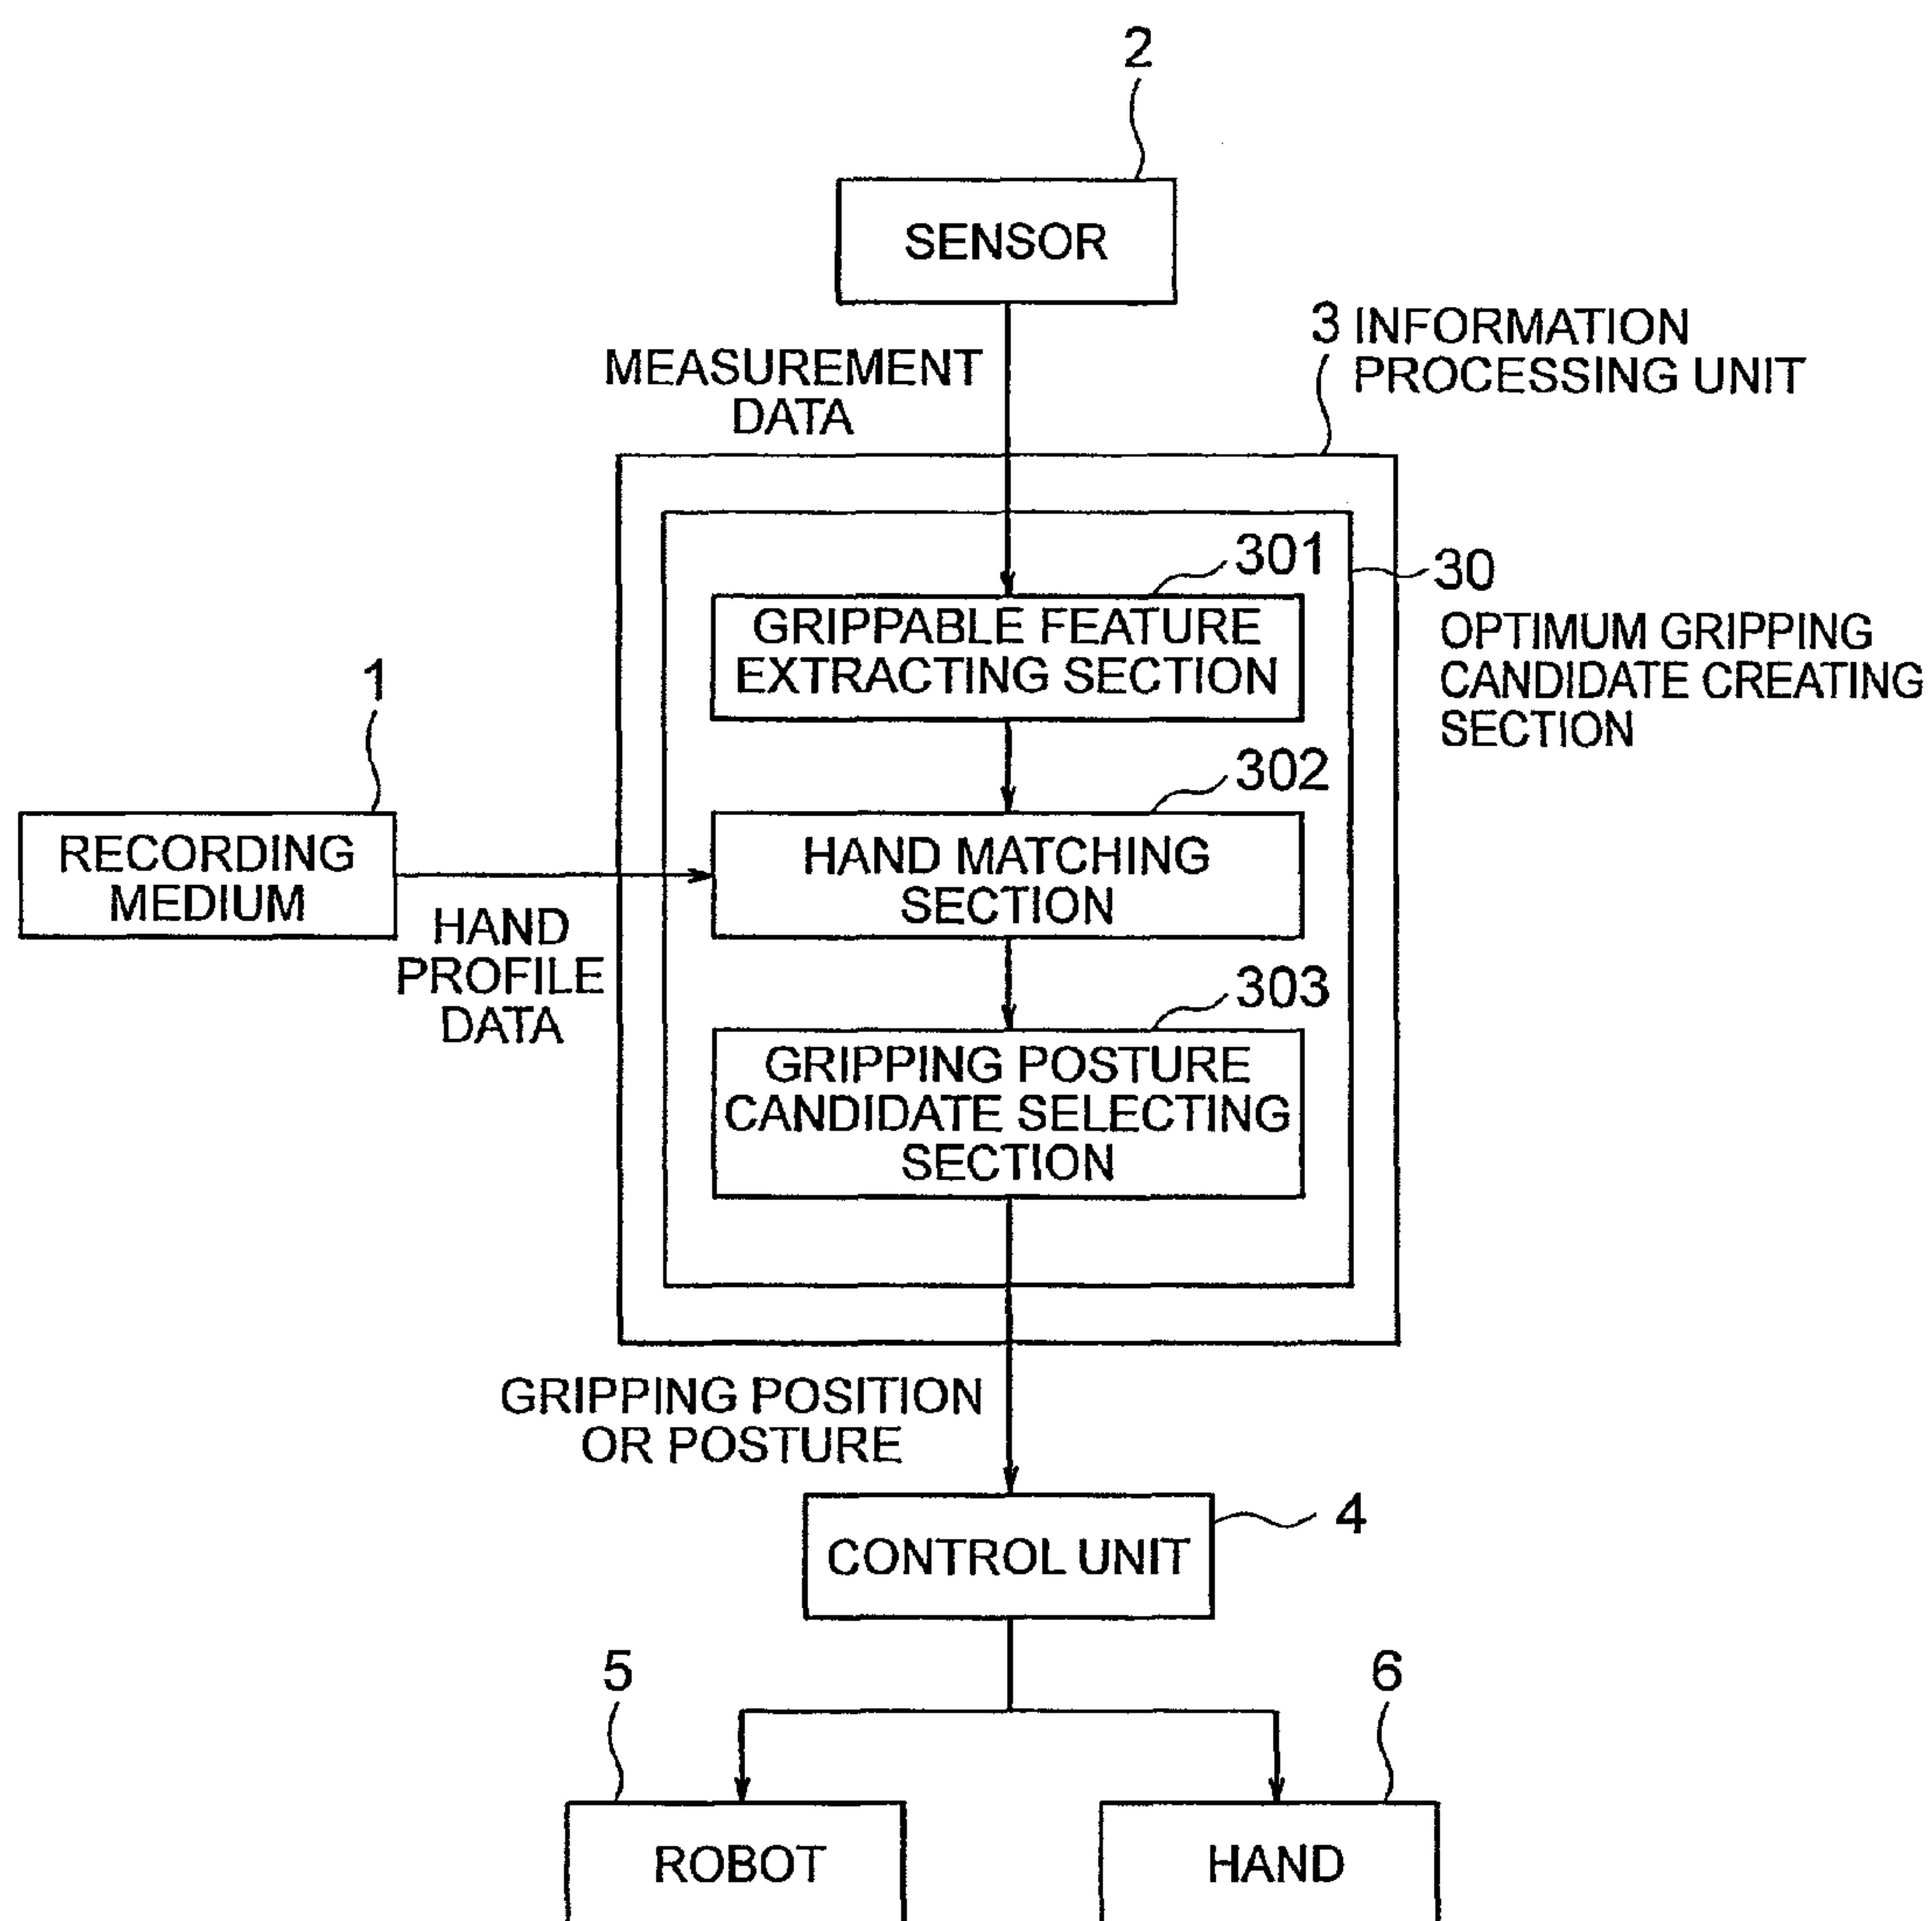 2
SENSOR
3 INFORMATION
PROCESSING UNIT
MEASUREMENT
DATA
301
30
GRIPPABLE FEATURE
EXTRACTING SECTION
OPTIMUM GRIPPING
CANDIDATE CREATING
SECTION
1
302
RECORDING
MEDIUM
HAND MATCHING
SECTION
HAND
PROFILE
DATA
303
GRIPPING POSTURE
CANDIDATE SELECTING
SECTION
GRIPPING POSITION
OR POSTURE
4
CONTROL UNIT
5
6
ROBOT
HAND